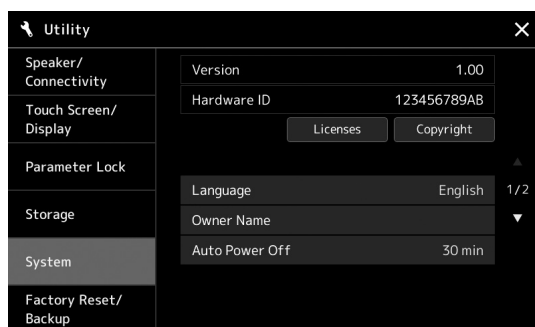 Utility
Speaker/
Connectivity
Touch Screen/
Display
Parameter Lock
Storage
System
Factory Reset/
Backup
Version 1.00
Hardware ID 123456789AB
Licenses Copyright
Language English 1/2
Owner Name
Auto Power Off 30 min